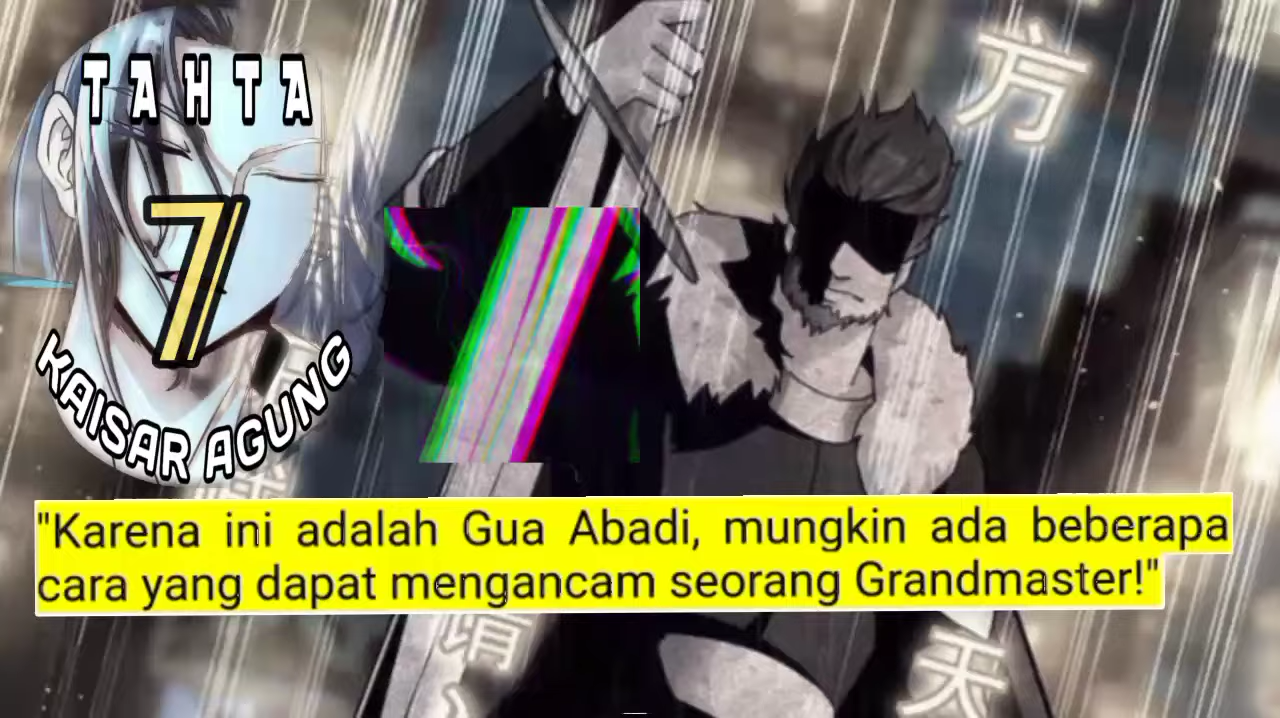 TAHTA
7
KAISAR AGUNG
方
"Karena ini adalah Gua Abadi, mungkin ada beberapa
cara yang dapat mengancam seorang Grandmaster!"
天